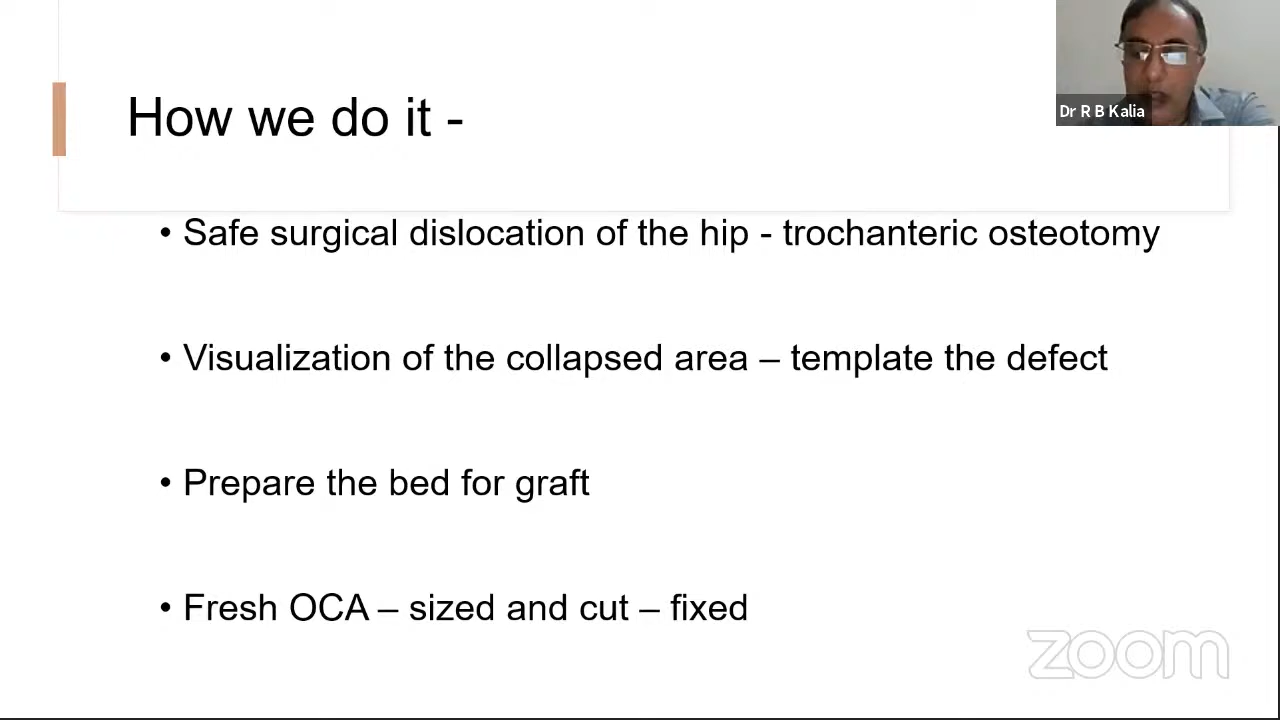 How we do it -
Dr R B Kalia
• Safe surgical dislocation of the hip - trochanteric osteotomy
• Visualization of the collapsed area – template the defect
• Prepare the bed for graft
• Fresh OCA – sized and cut – fixed
zoom